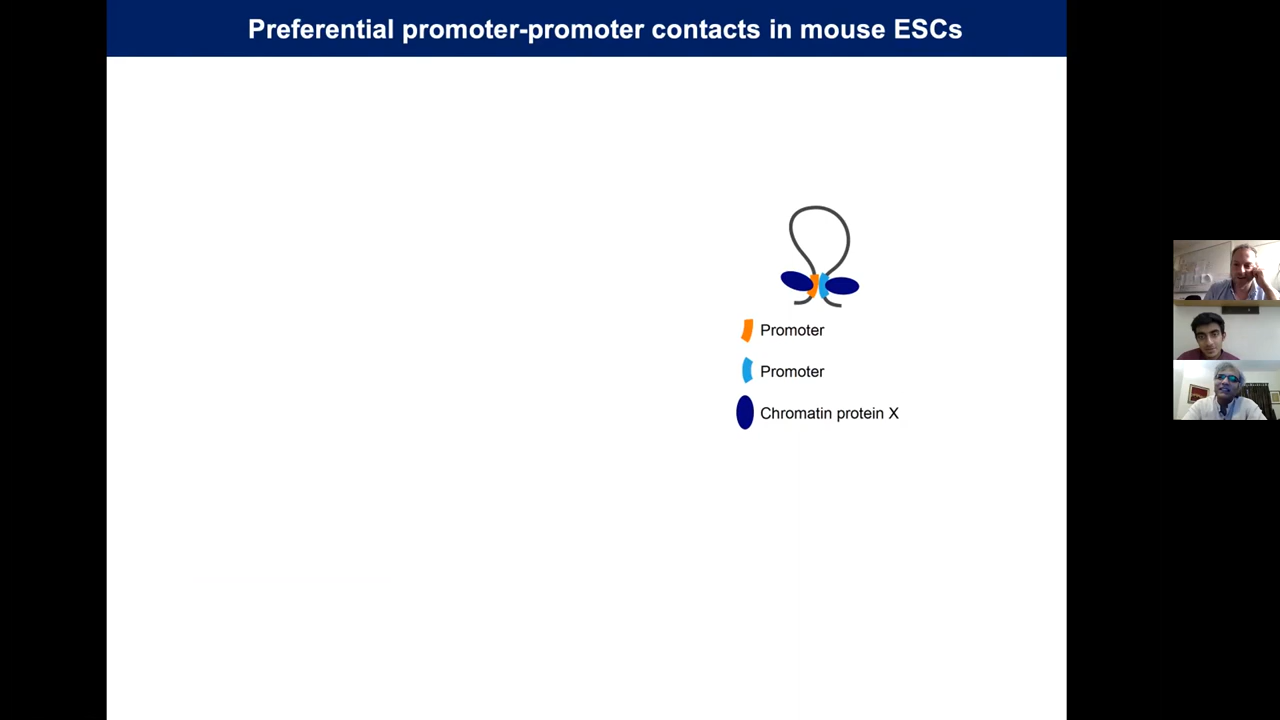 Preferential promoter-promoter contacts in mouse ESCs
Promoter
Promoter
Chromatin protein X